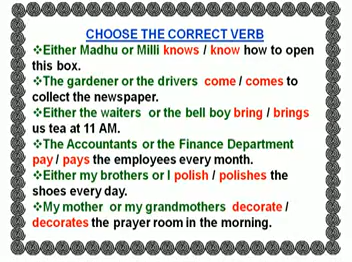 CHOOSE THE CORRECT VERB
❖Either Madhu or Milli knows / know how to open
this box.
❖The gardener or the drivers come / comes to
collect the newspaper.
❖Either the waiters or the bell boy bring / brings
us tea at 11 AM.
❖The Accountants or the Finance Department
pay / pays the employees every month.
❖Either my brothers or I polish / polishes the
shoes every day.
❖My mother or my grandmothers decorate /
decorates the prayer room in the morning.